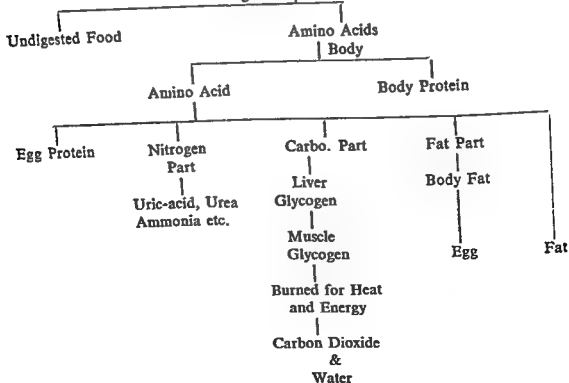 Undigested Food
Amino Acids
Body
Amino Acid
Body Protein
Egg Protein
Nitrogen
Part
Uric-acid, Urea
Ammonia etc.
Carbo. Part
Liver
Glycogen
Muscle
Glycogen
Burned for Heat
and Energy
Carbon Dioxide
&
Water
Fat Part
Body Fat
Egg
Fat